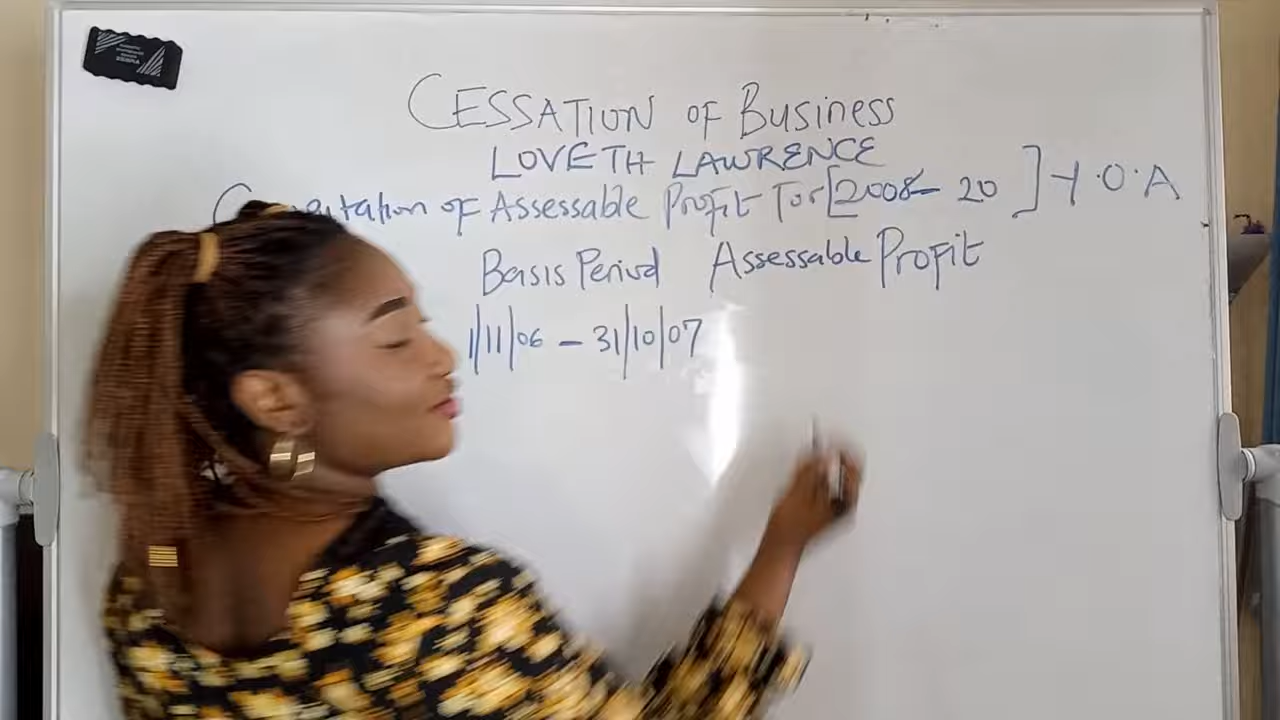 CESSATION OF Business
LOVETH LAWRENCE
of Assessable Profit For [2008 - 20 ] Y.O.A
Basis Period Assessable Profit
1/11/06 - 31/10/07
ZEBRA